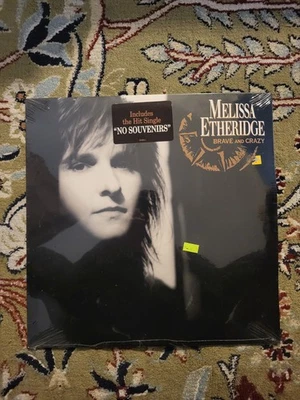 Includes
the Hit Single
"NO SOUVENIRS"
MELISSA
ETHERIDGE
BRAVE AND CRAZY